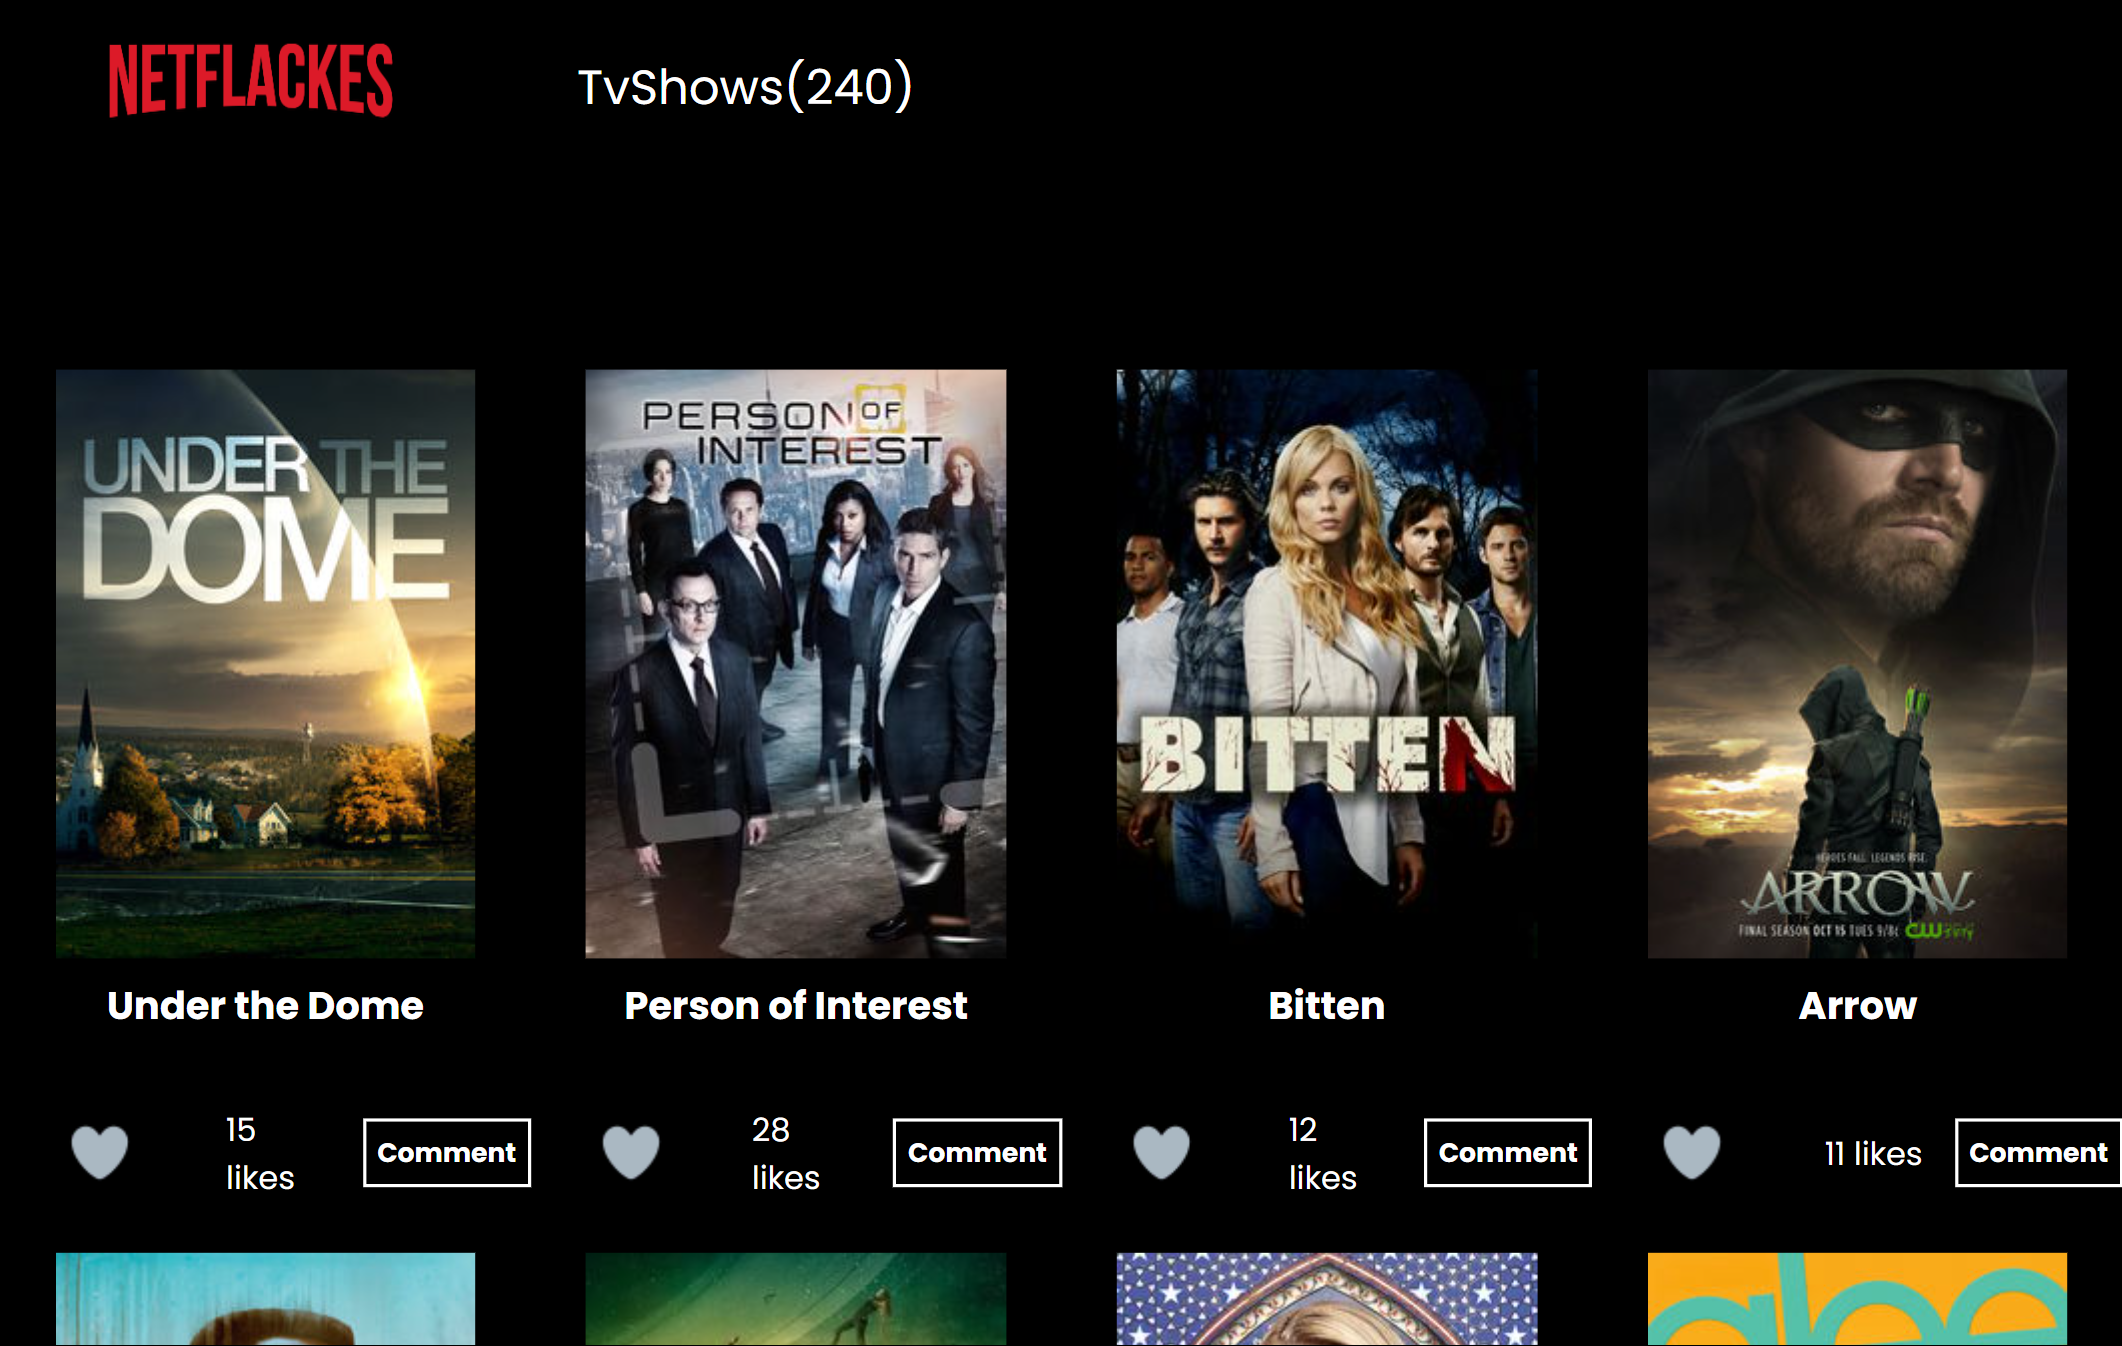 NETFLACKES
TvShows(240)
UNDER THE
DOME
PERSON OF
INTEREST
BITTEN
HEROES FALL. LEGENDS RISE.
ARROW
FINAL SEASON OCT 15 TUES 9/8c CW
Under the Dome
Person of Interest
Bitten
Arrow
15
likes
Comment
28
likes
Comment
12
likes
Comment
11 likes
Comment
glee